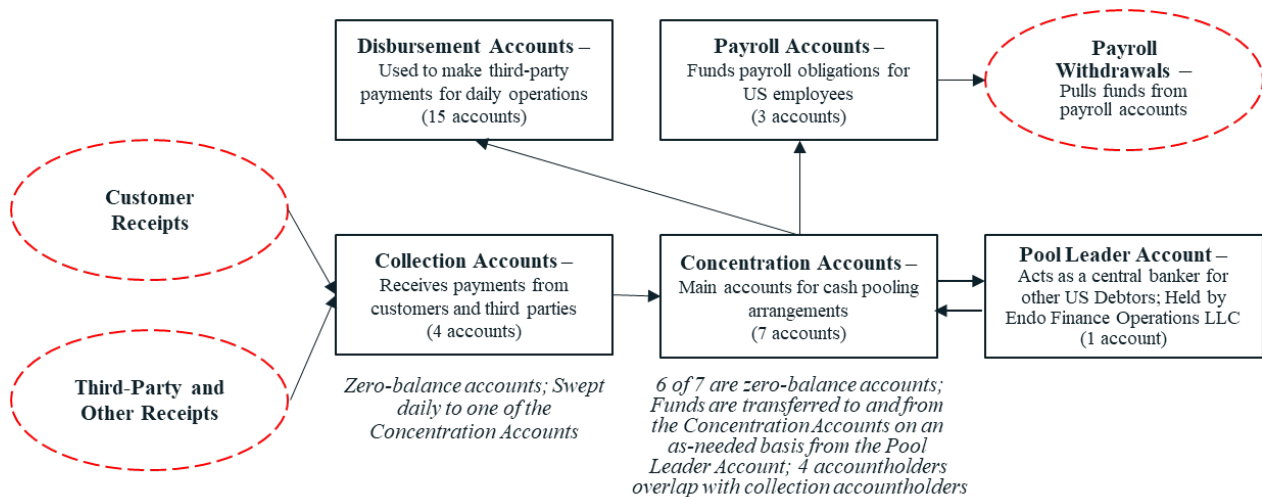 Disbursement Accounts –
Used to make third-party
payments for daily operations
(15 accounts)
Payroll Accounts –
Funds payroll obligations for
US employees
(3 accounts)
Payroll
Withdrawals –
Pulls funds from
payroll accounts
Customer
Receipts
Third-Party and
Other Receipts
Collection Accounts –
Receives payments from
customers and third parties
(4 accounts)
Zero-balance accounts; Swept
daily to one of the
Concentration Accounts
Concentration Accounts –
Main accounts for cash pooling
arrangements
(7 accounts)
6 of 7 are zero-balance accounts;
Funds are transferred to and from
the Concentration Accounts on an
as-needed basis from the Pool
Leader Account; 4 accountholders
overlap with collection accountholders
Pool Leader Account –
Acts as a central banker for
other US Debtors; Held by
Endo Finance Operations LLC
(1 account)